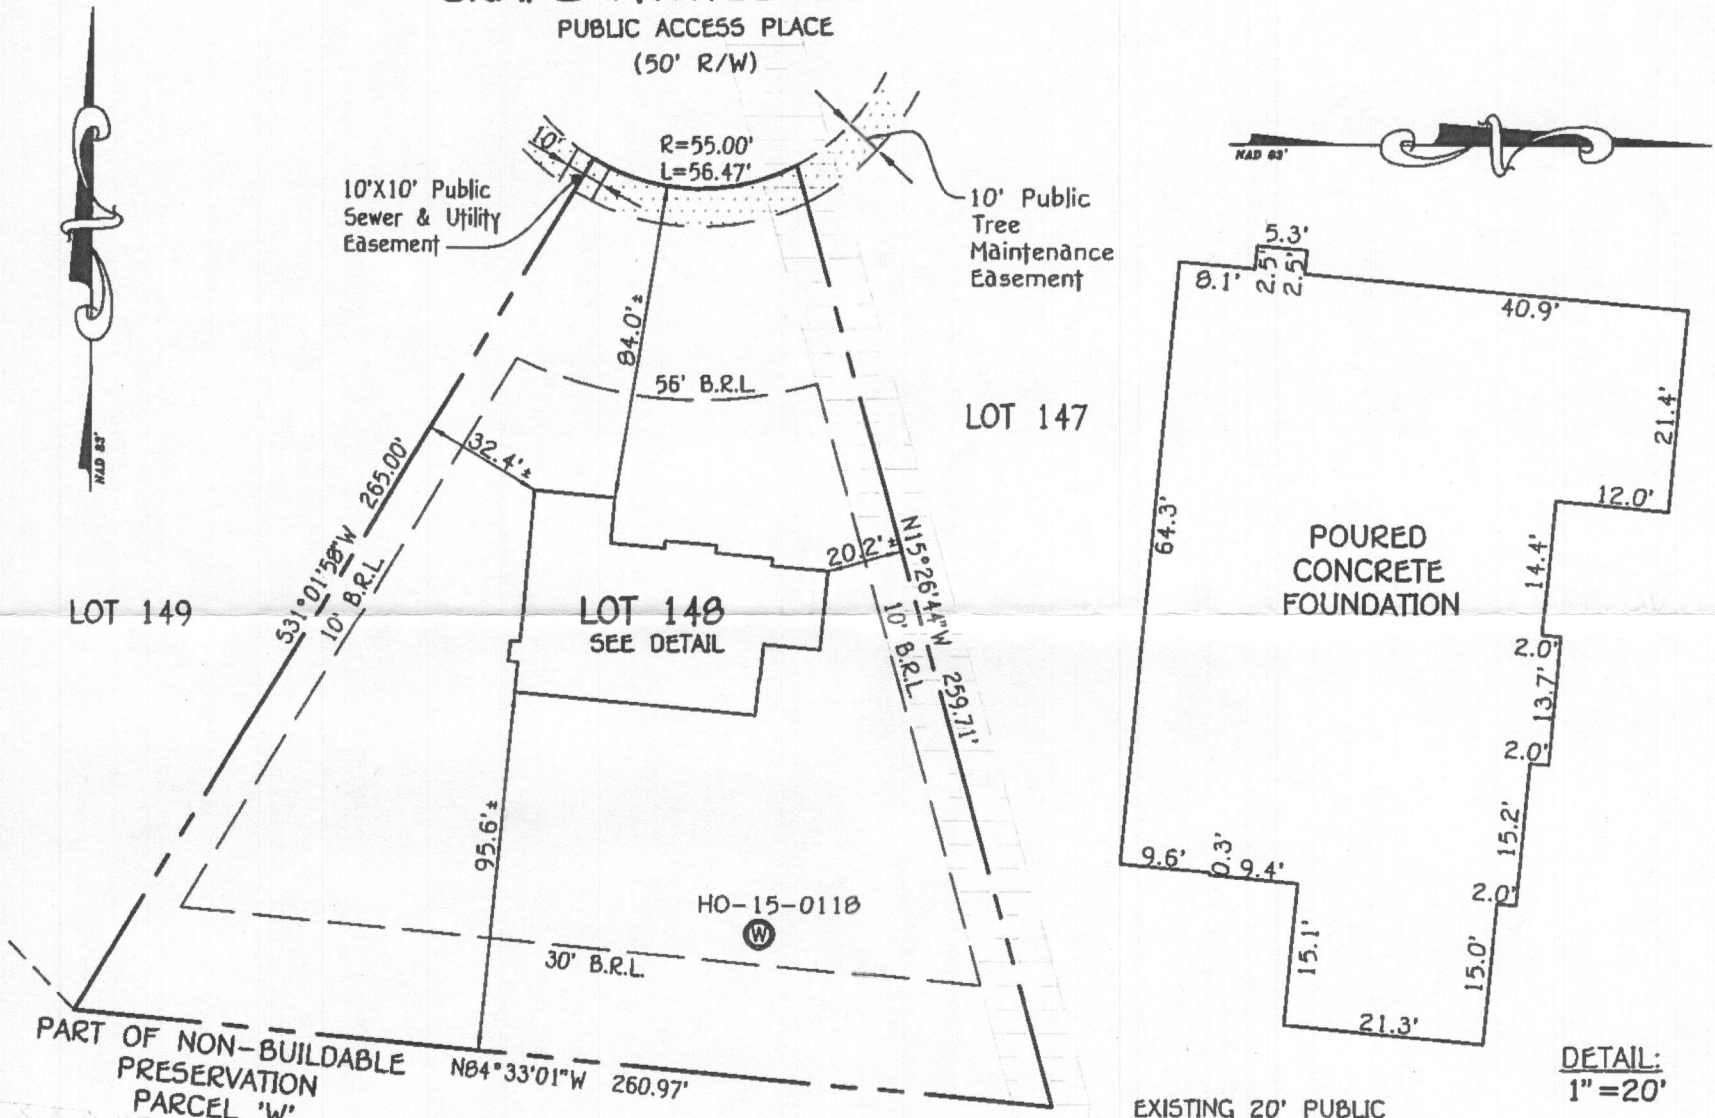 PUBLIC ACCESS PLACE
(50' R/W)
10'
R=55.00'
L=56.47'
10'X10' Public
Sewer & Utility
Easement
10' Public
Tree
Maintenance
Easement
NAD 83'
NAD 83'
84.0'±
56' B.R.L.
LOT 147
32.4'±
S31°01'58"W 265.00'
10' B.R.L.
20.2'±
N15°26'44"W 259.71'
10' B.R.L.
LOT 149
LOT 148
SEE DETAIL
95.6'±
HO-15-0118
W
30' B.R.L.
PART OF NON-BUILDABLE
PRESERVATION
PARCEL 'W'
N84°33'01"W 260.97'
5.3'
8.1'
2.5'
2.5'
40.9'
21.4'
12.0'
64.3'
14.4'
POURED
CONCRETE
FOUNDATION
2.0'
13.7'
2.0'
15.2'
9.6'
0.3'
9.4'
2.0'
15.1'
15.0'
21.3'
DETAIL:
1"=20'
EXISTING 20' PUBLIC